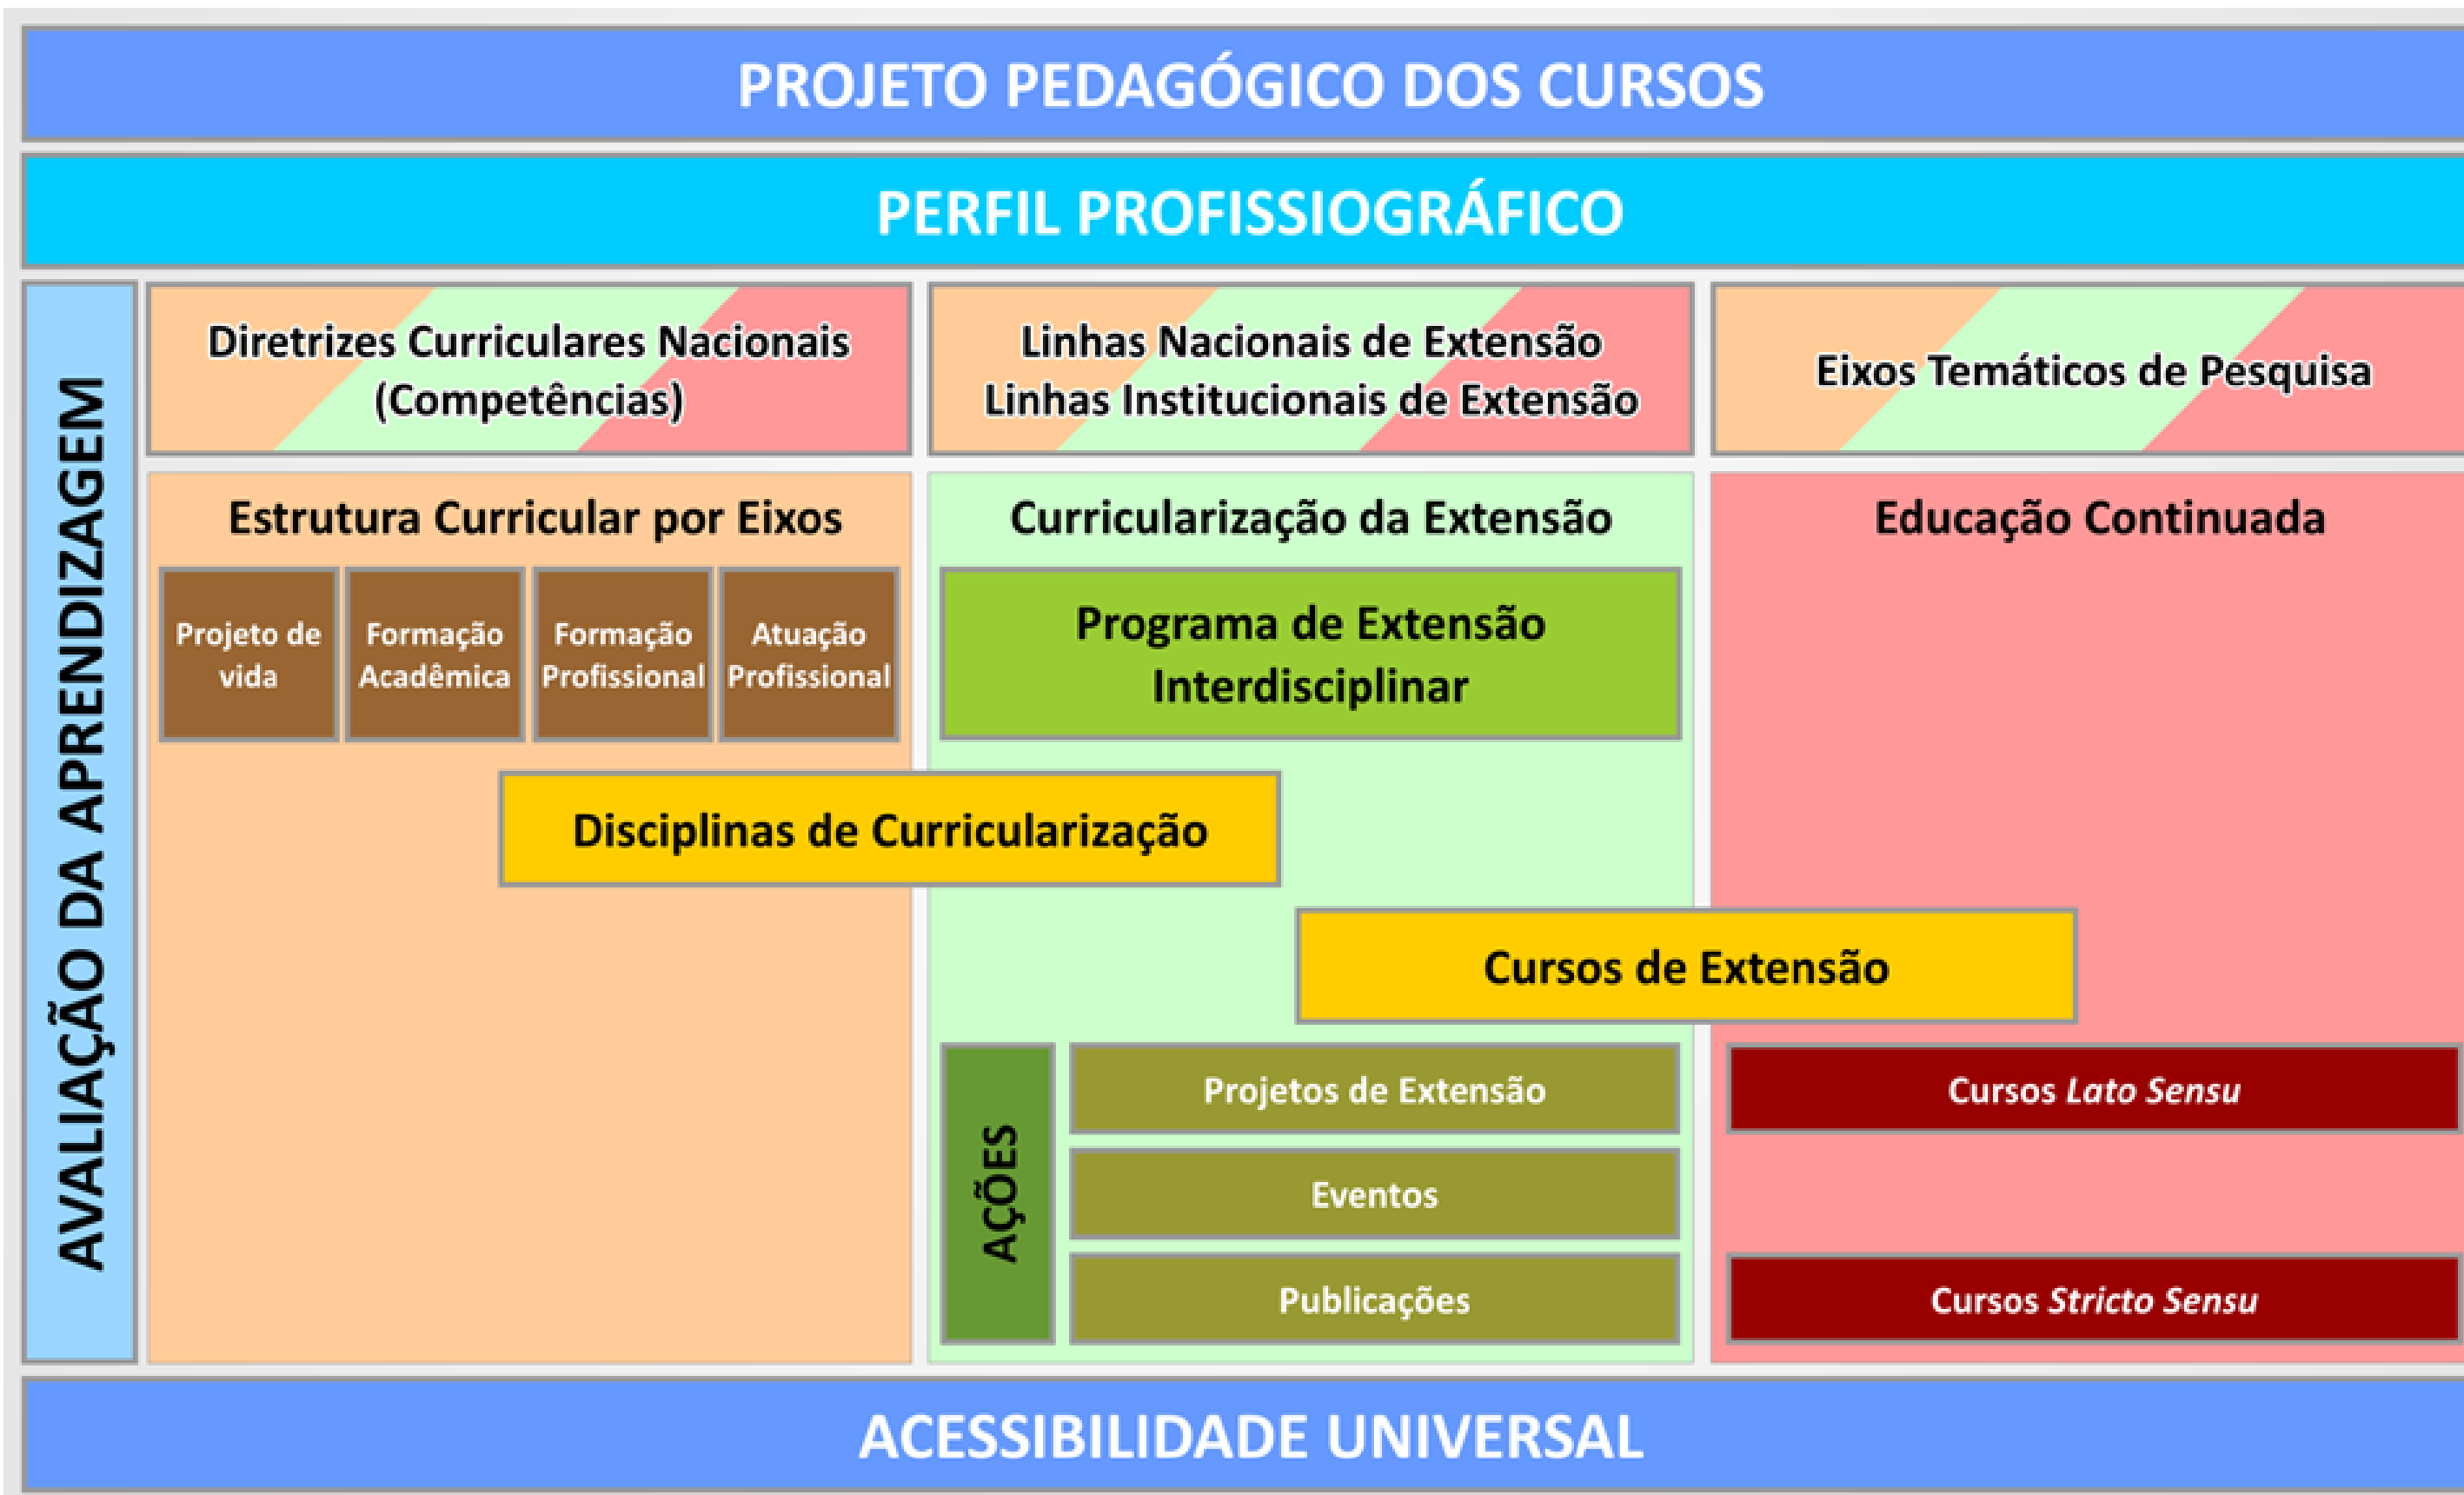 PROJETO PEDAGÓGICO DOS CURSOS
PERFIL PROFISSIOGRÁFICO
AVALIAÇÃO DA APRENDIZAGEM
Diretrizes Curriculares Nacionais
(Competências)
Linhas Nacionais de Extensão
Linhas Institucionais de Extensão
Eixos Temáticos de Pesquisa
Estrutura Curricular por Eixos
Projeto de
vida
Formação
Acadêmica
Formação
Profissional
Atuação
Profissional
Curricularização da Extensão
Programa de Extensão
Interdisciplinar
Educação Continuada
Disciplinas de Curricularização
Cursos de Extensão
AÇÕES
Projetos de Extensão
Eventos
Publicações
Cursos Lato Sensu
Cursos Stricto Sensu
ACESSIBILIDADE UNIVERSAL